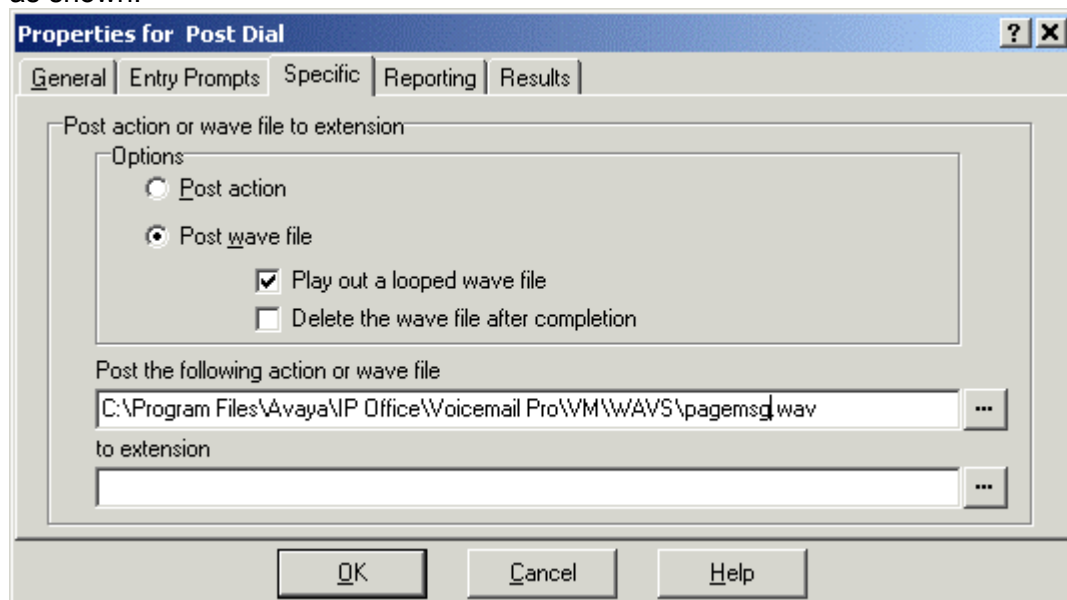 as shown.
Properties for Post Dial
? X
General Entry Prompts Specific Reporting Results
Post action or wave file to extension
Options
Post action
Post wave file
Play out a looped wave file
Delete the wave file after completion
Post the following action or wave file
C:\Program Files\Avaya\IP Office\Voicemail Pro\VM\WAVS\pagemsg.wav ...
to extension
...
OK Cancel Help